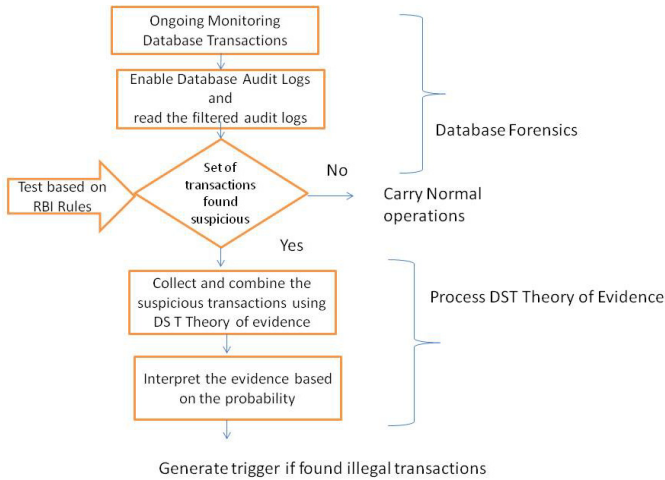 Ongoing Monitoring
Database Transactions
Enable Database Audit Logs
and
read the filtered audit logs
Database Forensics
Test based on
RBI Rules
Set of
transactions
found
suspicious
No
Carry Normal
operations
Yes
Collect and combine the
suspicious transactions using
DS T Theory of evidence
Process DST Theory of Evidence
Interpret the evidence based
on the probability
Generate trigger if found illegal transactions